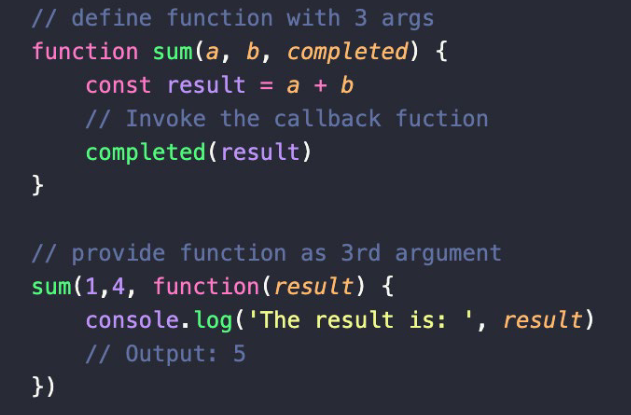 // define function with 3 args
function sum(a, b, completed) {
    const result = a + b
    // Invoke the callback fuction
    completed(result)
}

// provide function as 3rd argument
sum(1,4, function(result) {
    console.log('The result is: ', result)
    // Output: 5
})